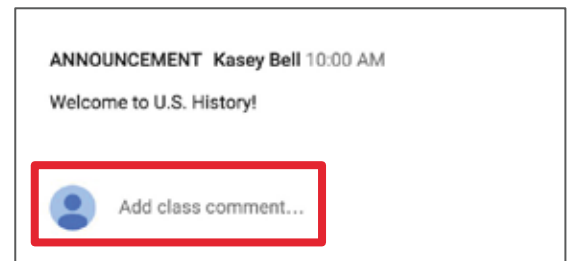 ANNOUNCEMENT Kasey Bell 10:00 AM
Welcome to U.S. History!
Add class comment...